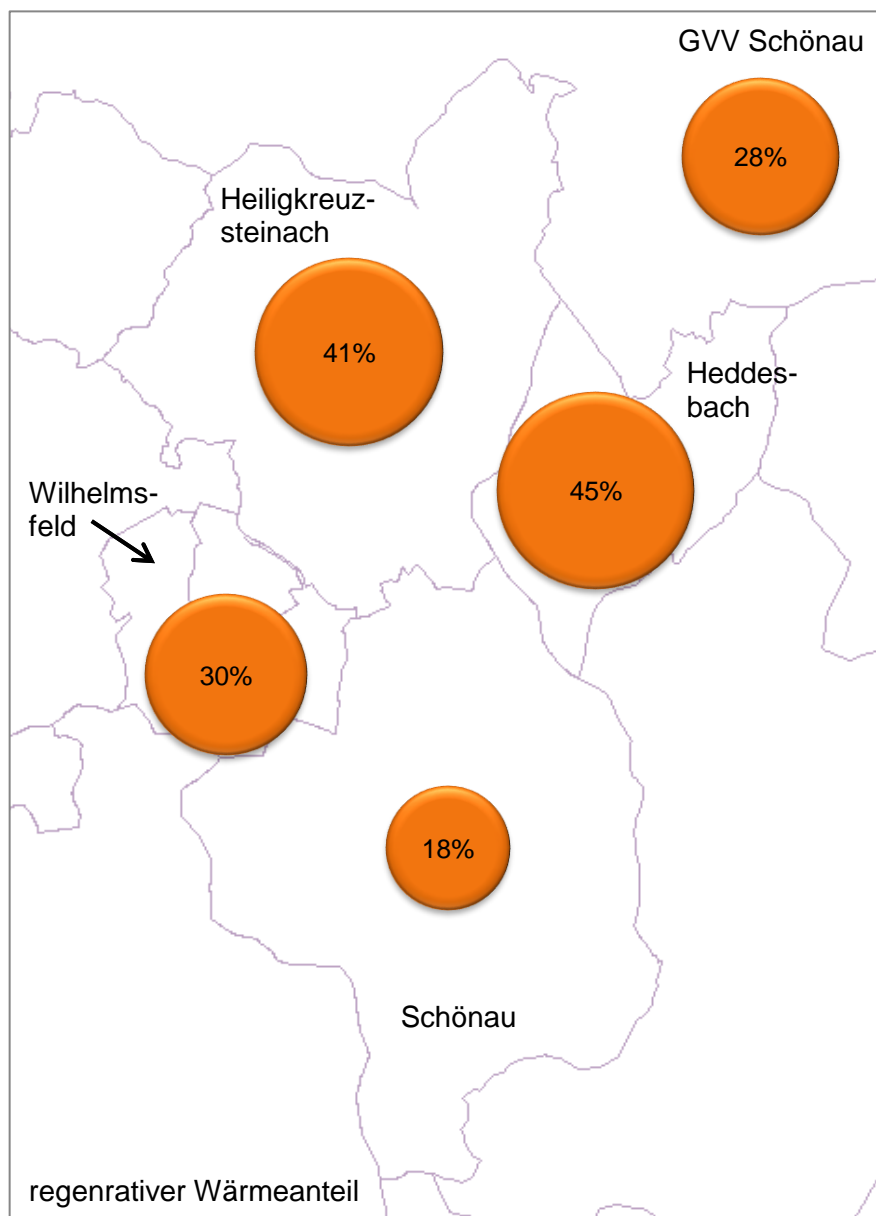 GVV Schönau
28%
Heiligkreuz-
steinach
41%
Heddes-
bach
45%
Wilhelms-
feld
30%
18%
Schönau
regenrativer Wärmeanteil